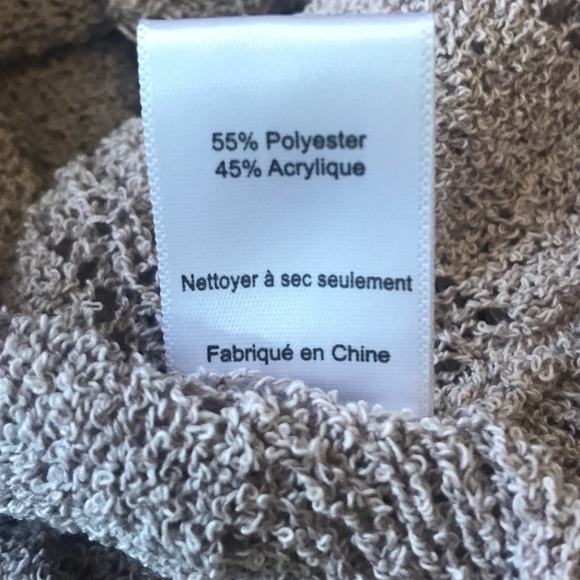 55% Polyester
45% Acrylique
Nettoyer à sec seulement
Fabriqué en Chine